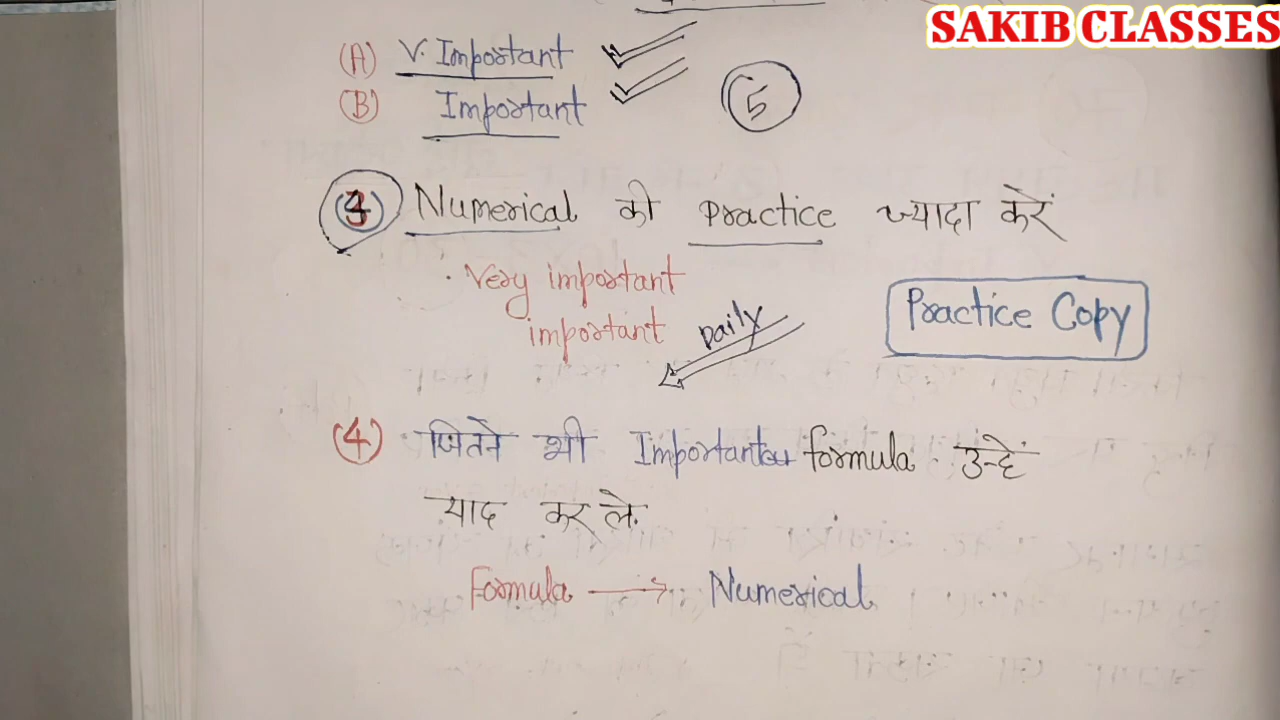 SAKIB CLASSES
(A) V. Important
(B) Important
5
(3) Numerical की Practice ज्यादा करें
Very important
important
Daily
Practice Copy
(4) जितने भी Important formula उन्हें
याद कर ले.
Formula → Numerical